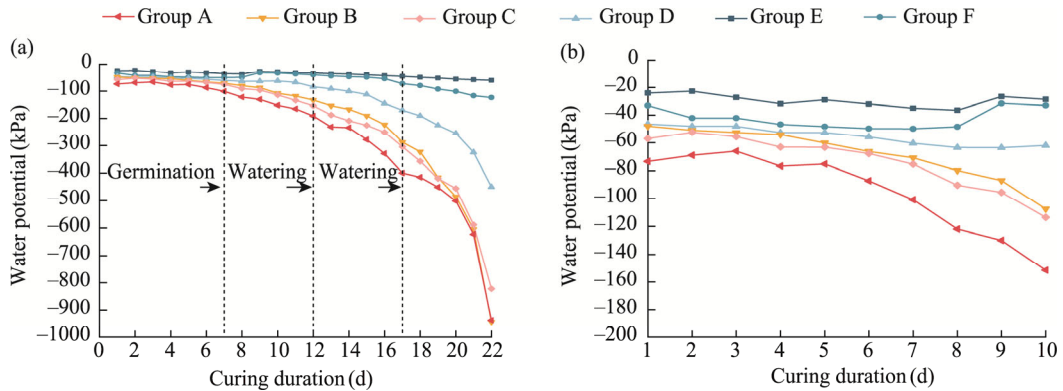 Group A Group B Group C Group D Group E Group F
(a)
Water potential (kPa)
0
−100
−200
−300
−400
−500
−600
−700
−800
−900
−1000
Germination Watering Watering
0 2 4 6 8 10 12 14 16 18 20 22
Curing duration (d)
(b)
Water potential (kPa)
0
−20
−40
−60
−80
−100
−120
−140
−160
−180
−200
1 2 3 4 5 6 7 8 9 10
Curing duration (d)